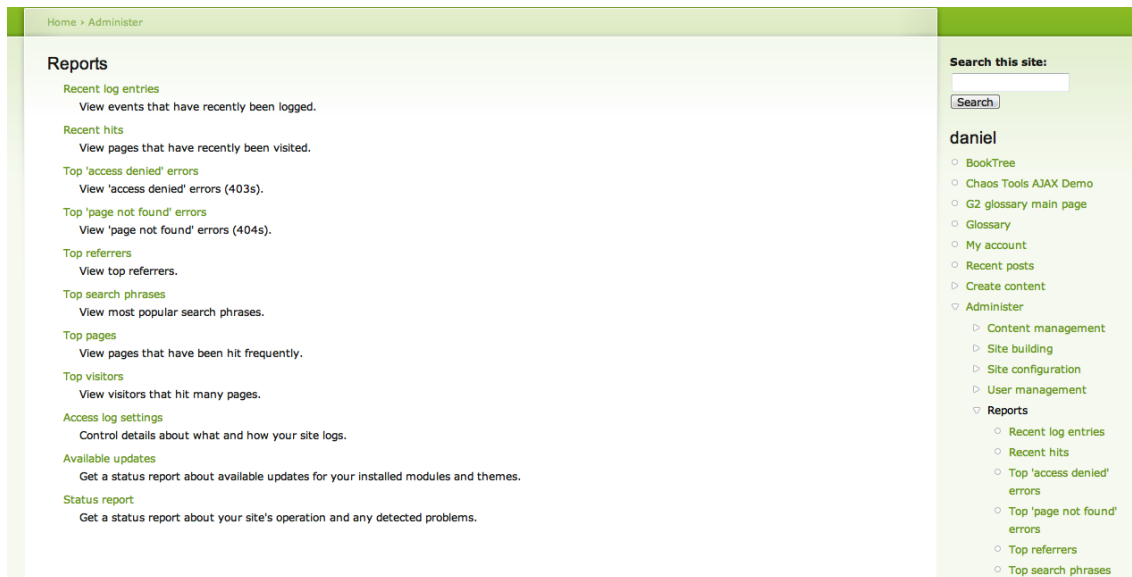 Home › Administer
Reports
Recent log entries
View events that have recently been logged.
Recent hits
View pages that have recently been visited.
Top 'access denied' errors
View 'access denied' errors (403s).
Top 'page not found' errors
View 'page not found' errors (404s).
Top referrers
View top referrers.
Top search phrases
View most popular search phrases.
Top pages
View pages that have been hit frequently.
Top visitors
View visitors that hit many pages.
Access log settings
Control details about what and how your site logs.
Available updates
Get a status report about available updates for your installed modules and themes.
Status report
Get a status report about your site's operation and any detected problems.
Search this site:
Search
daniel
BookTree
Chaos Tools AJAX Demo
G2 glossary main page
Glossary
My account
Recent posts
Create content
Administer
Content management
Site building
Site configuration
User management
Reports
Recent log entries
Recent hits
Top 'access denied'
errors
Top 'page not found'
errors
Top referrers
Top search phrases